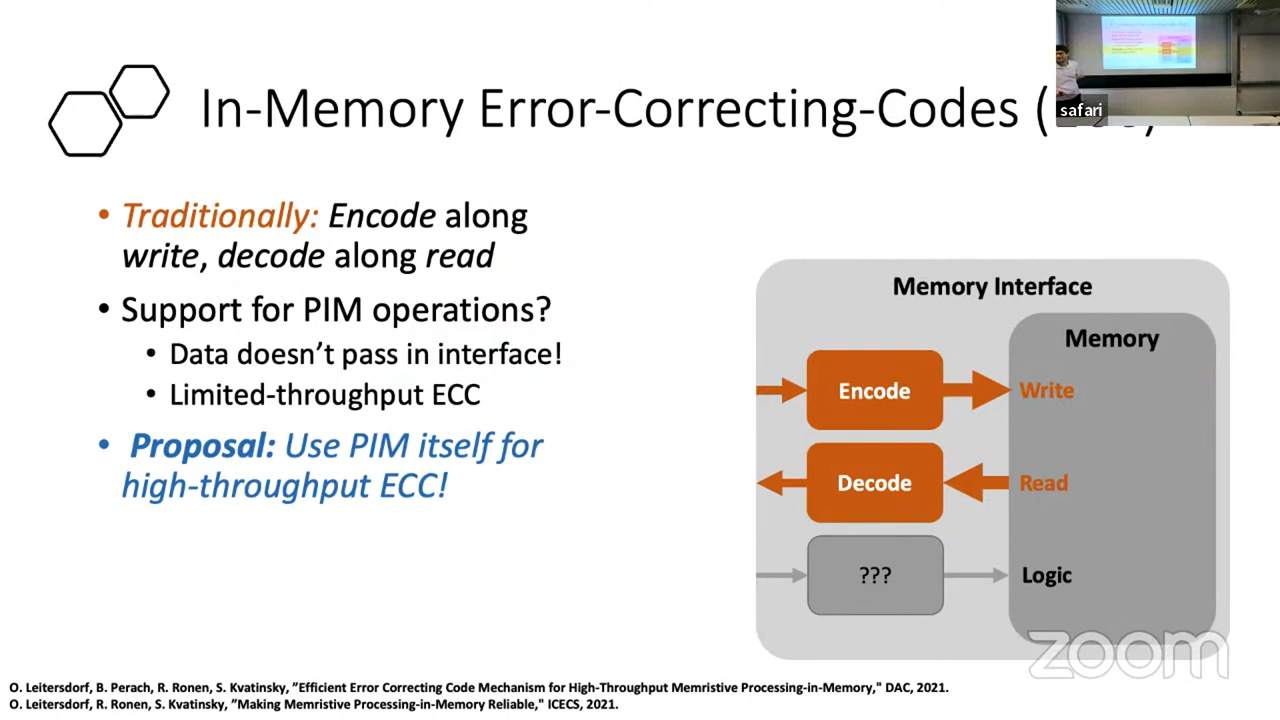 In-Memory Error-Correcting-Codes (
safari
• Traditionally: Encode along
write, decode along read
• Support for PIM operations?
• Data doesn't pass in interface!
• Limited-throughput ECC
• Proposal: Use PIM itself for
high-throughput ECC!
Memory Interface
Memory
Encode
Write
Decode
Read
???
Logic
zoom
O. Leitersdorf, B. Perach, R. Ronen, S. Kvatinsky, "Efficient Error Correcting Code Mechanism for High-Throughput Memristive Processing-in-Memory," DAC, 2021.
O. Leitersdorf, R. Ronen, S. Kvatinsky, "Making Memristive Processing-in-Memory Reliable," ICECS, 2021.